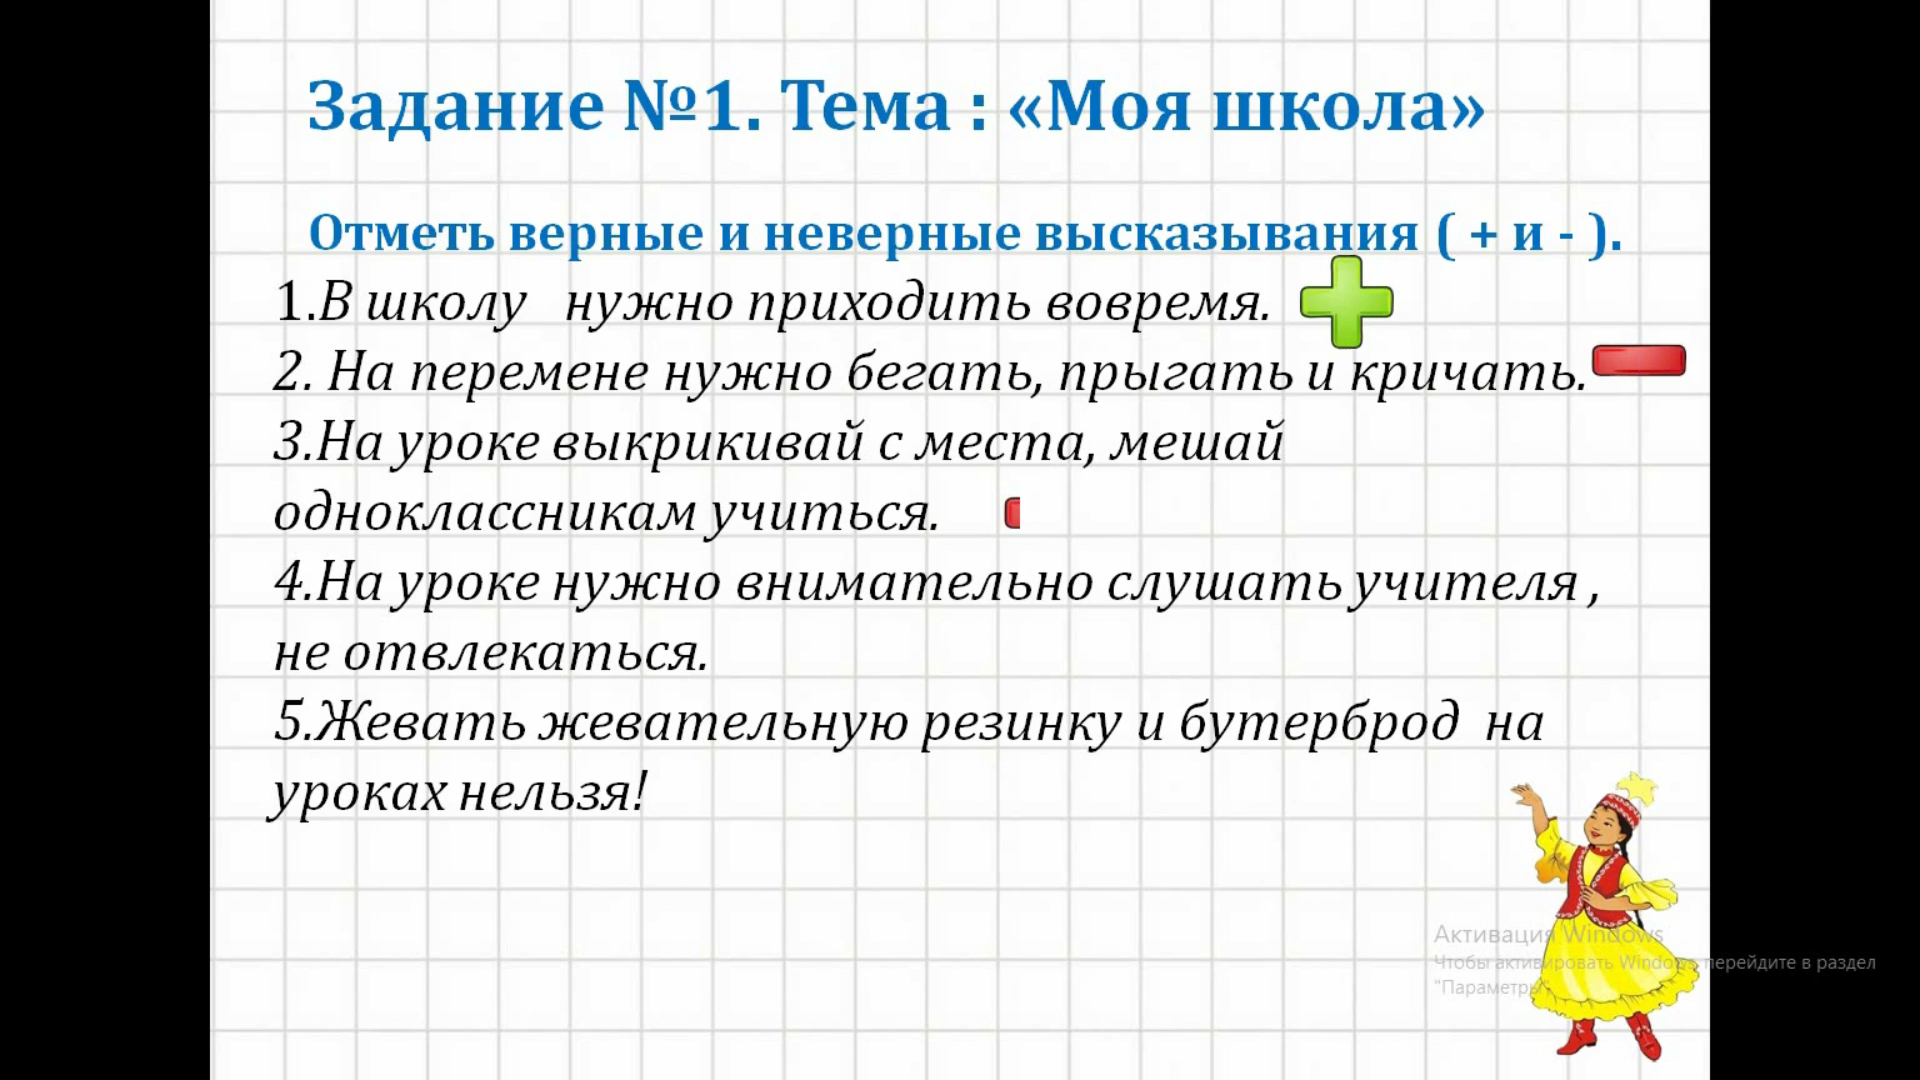 Задание №1. Тема : «Моя школа»
Отметь верные и неверные высказывания ( + и - ).
1.В школу нужно приходить вовремя.
2. На перемене нужно бегать, прыгать и кричать.
3.На уроке выкрикивай с места, мешай
одноклассникам учиться.
4.На уроке нужно внимательно слушать учителя ,
не отвлекаться.
5.Жевать жевательную резинку и бутерброд на
уроках нельзя!
Активация Windows
Чтобы активировать Windows, перейдите в раздел
"Параметры".